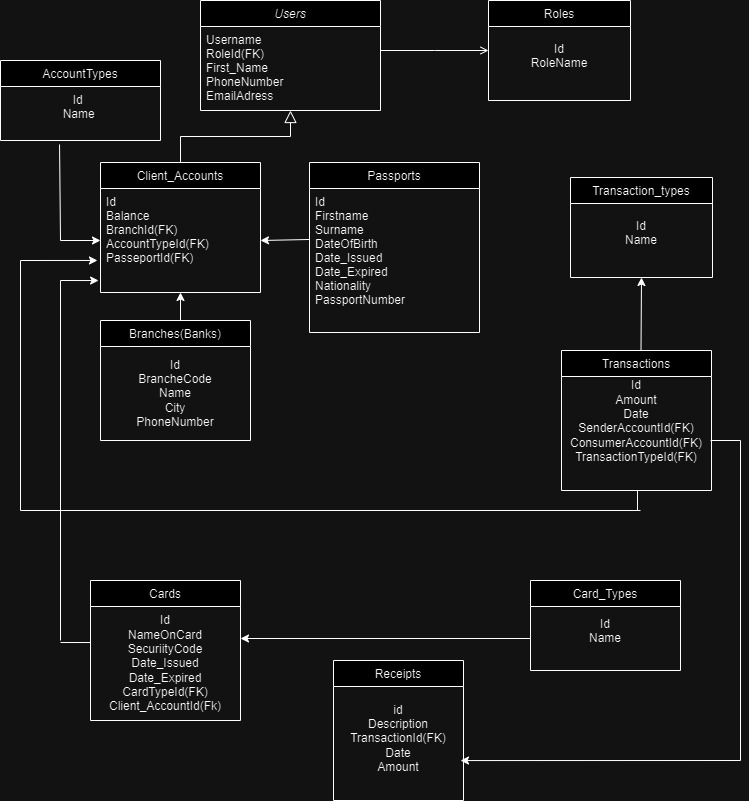 Users
Username
RoleId(FK)
First_Name
PhoneNumber
EmailAdress
Roles
Id
RoleName
AccountTypes
Id
Name
Client_Accounts
Id
Balance
BranchId(FK)
AccountTypeId(FK)
PasseportId(FK)
Passports
Id
Firstname
Surname
DateOfBirth
Date_Issued
Date_Expired
Nationality
PassportNumber
Transaction_types
Id
Name
Branches(Banks)
Id
BrancheCode
Name
City
PhoneNumber
Transactions
Id
Amount
Date
SenderAccountId(FK)
ConsumerAccountId(FK)
TransactionTypeId(FK)
Cards
Id
NameOnCard
SecuriityCode
Date_Issued
Date_Expired
CardTypeId(FK)
Client_AccountId(Fk)
Card_Types
Id
Name
Receipts
id
Description
TransactionId(FK)
Date
Amount